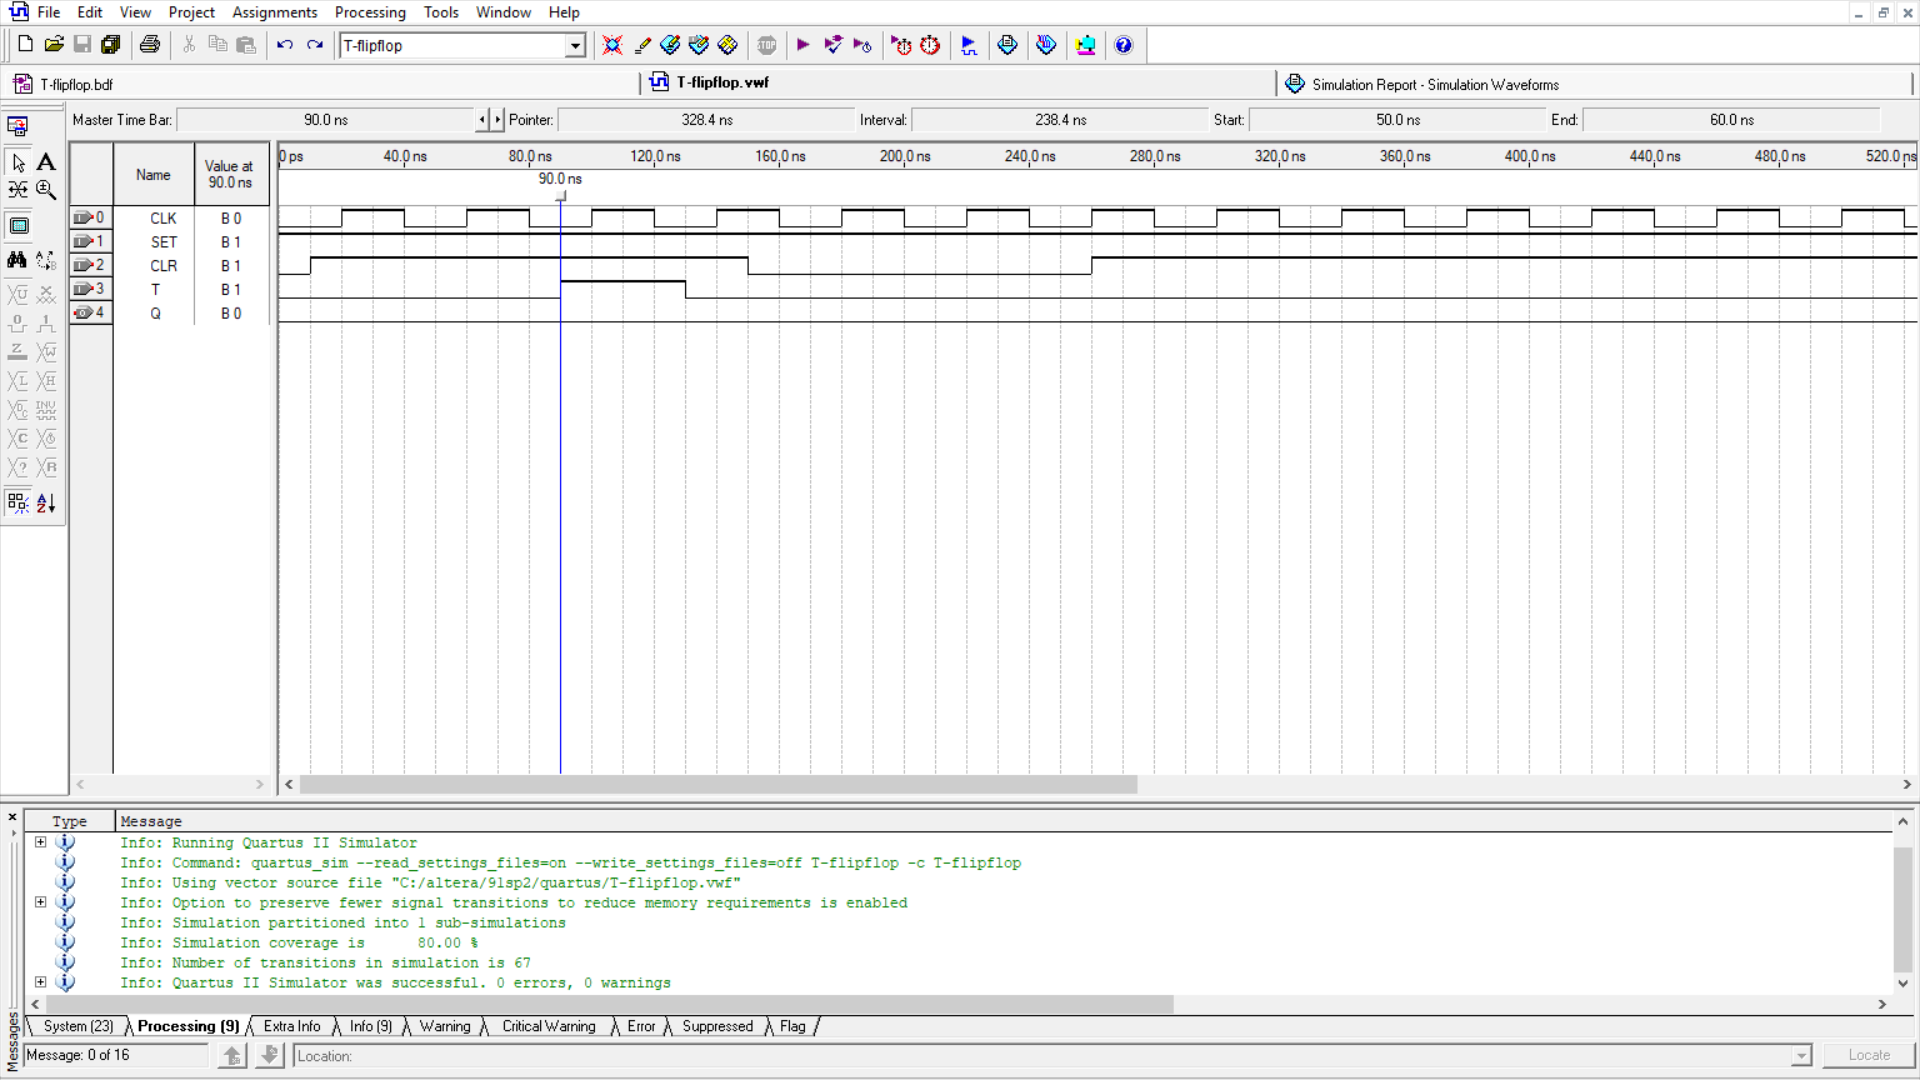 File Edit View Project Assignments Processing Tools Window Help
T-flipflop
T-flipflop.bdf T-flipflop.vwf Simulation Report - Simulation Waveforms
Master Time Bar: 90.0 ns Pointer: 328.4 ns Interval: 238.4 ns Start: 50.0 ns End: 60.0 ns
Name Value at 90.0 ns
0 ps 40.0 ns 80.0 ns 120.0 ns 160.0 ns 200.0 ns 240.0 ns 280.0 ns 320.0 ns 360.0 ns 400.0 ns 440.0 ns 480.0 ns 520.0 ns
90.0 ns
0 CLK B 0
1 SET B 1
2 CLR B 1
3 T B 1
4 Q B 0
Type Message
Info: Running Quartus II Simulator
Info: Command: quartus_sim --read_settings_files=on --write_settings_files=off T-flipflop -c T-flipflop
Info: Using vector source file "C:/altera/91sp2/quartus/T-flipflop.vwf"
Info: Option to preserve fewer signal transitions to reduce memory requirements is enabled
Info: Simulation partitioned into 1 sub-simulations
Info: Simulation coverage is 80.00 %
Info: Number of transitions in simulation is 67
Info: Quartus II Simulator was successful. 0 errors, 0 warnings
System (23) Processing (9) Extra Info Info (9) Warning Critical Warning Error Suppressed Flag
Messages
Message: 0 of 16 Location: Locate